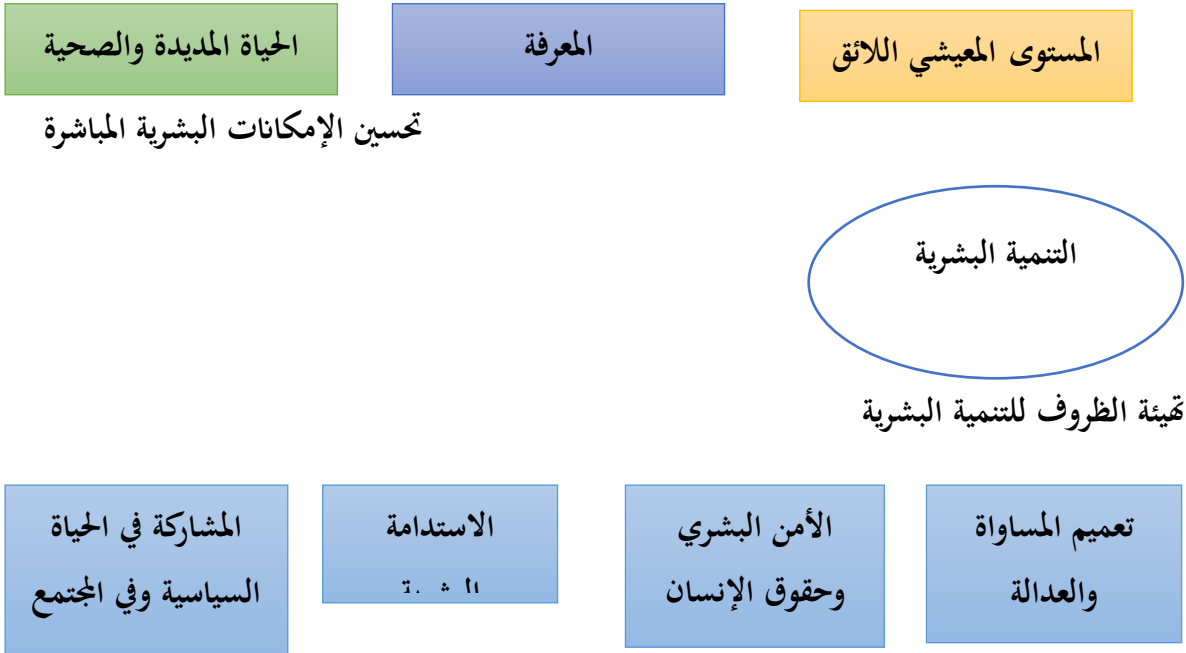 المستوى المعيشي اللائق
المعرفة
الحياة المديدة والصحية
تحسين الإمكانات البشرية المباشرة
التنمية البشرية
تهيئة الظروف للتنمية البشرية
تعميم المساواة
والعدالة
الأمن البشري
وحقوق الإنسان
الاستدامة
المشاركة في الحياة
السياسية وفي المجتمع